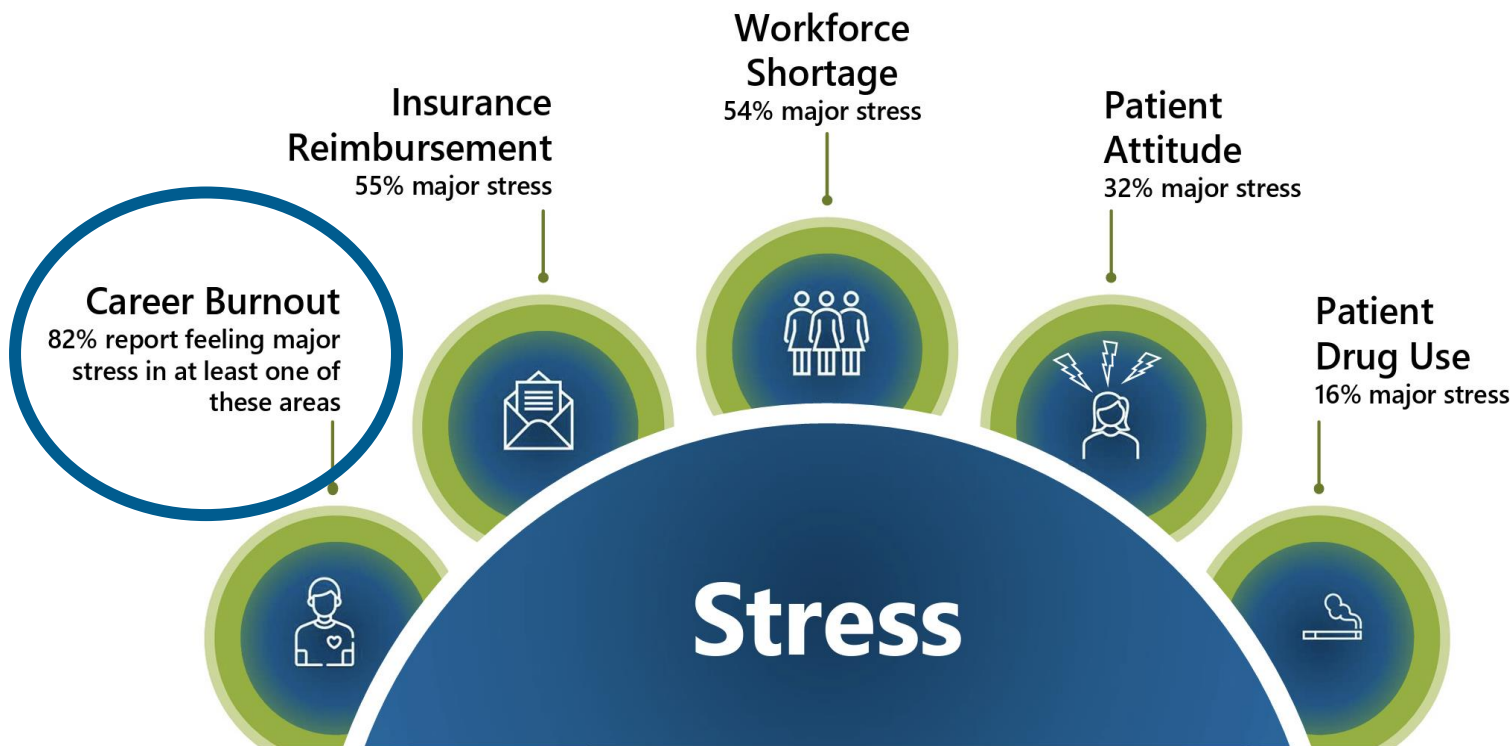 Workforce
Shortage
54% major stress
Insurance
Reimbursement
55% major stress
Patient
Attitude
32% major stress
Career Burnout
82% report feeling major
stress in at least one of
these areas
Patient
Drug Use
16% major stress
Stress